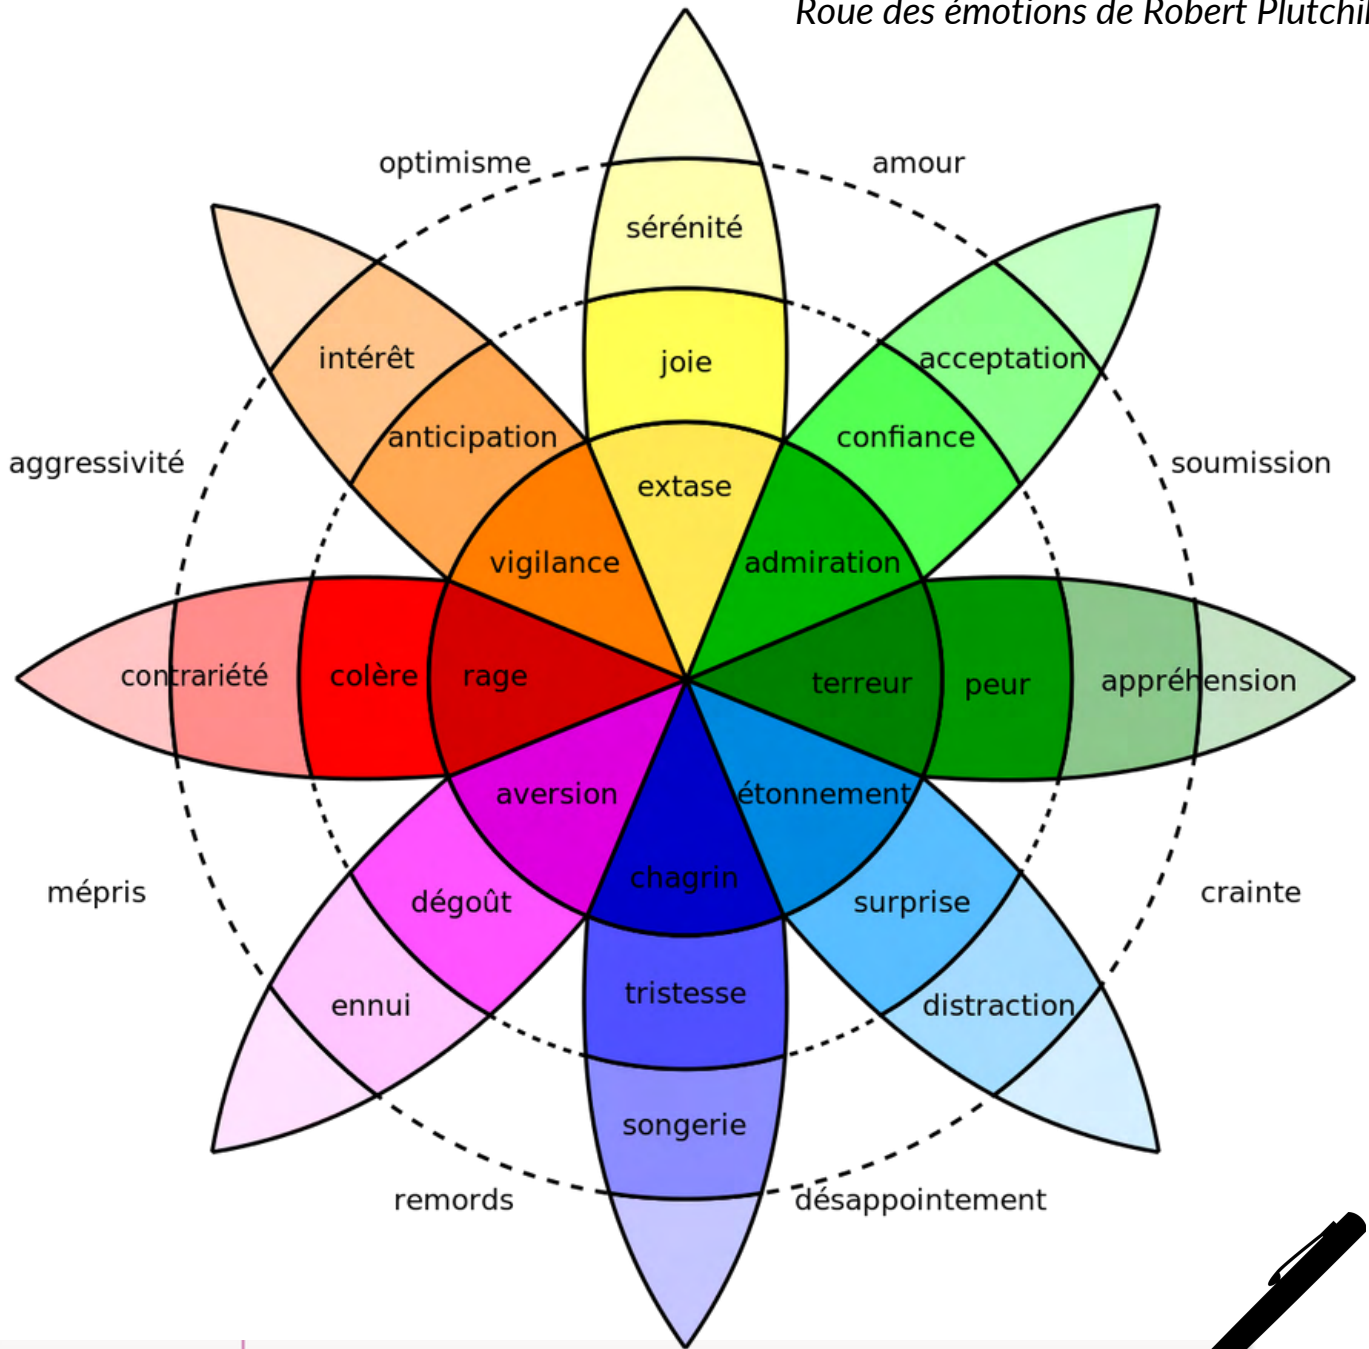 Roue des émotions de Robert Plutchik
optimisme
amour
sérénité
intérêt
joie
acceptation
anticipation
confiance
aggressivité
soumission
extase
vigilance
admiration
contrariété
colère
rage
terreur
peur
appréhension
aversion
étonnement
mépris
chagrin
crainte
dégoût
surprise
tristesse
ennui
distraction
songerie
remords
désappointement